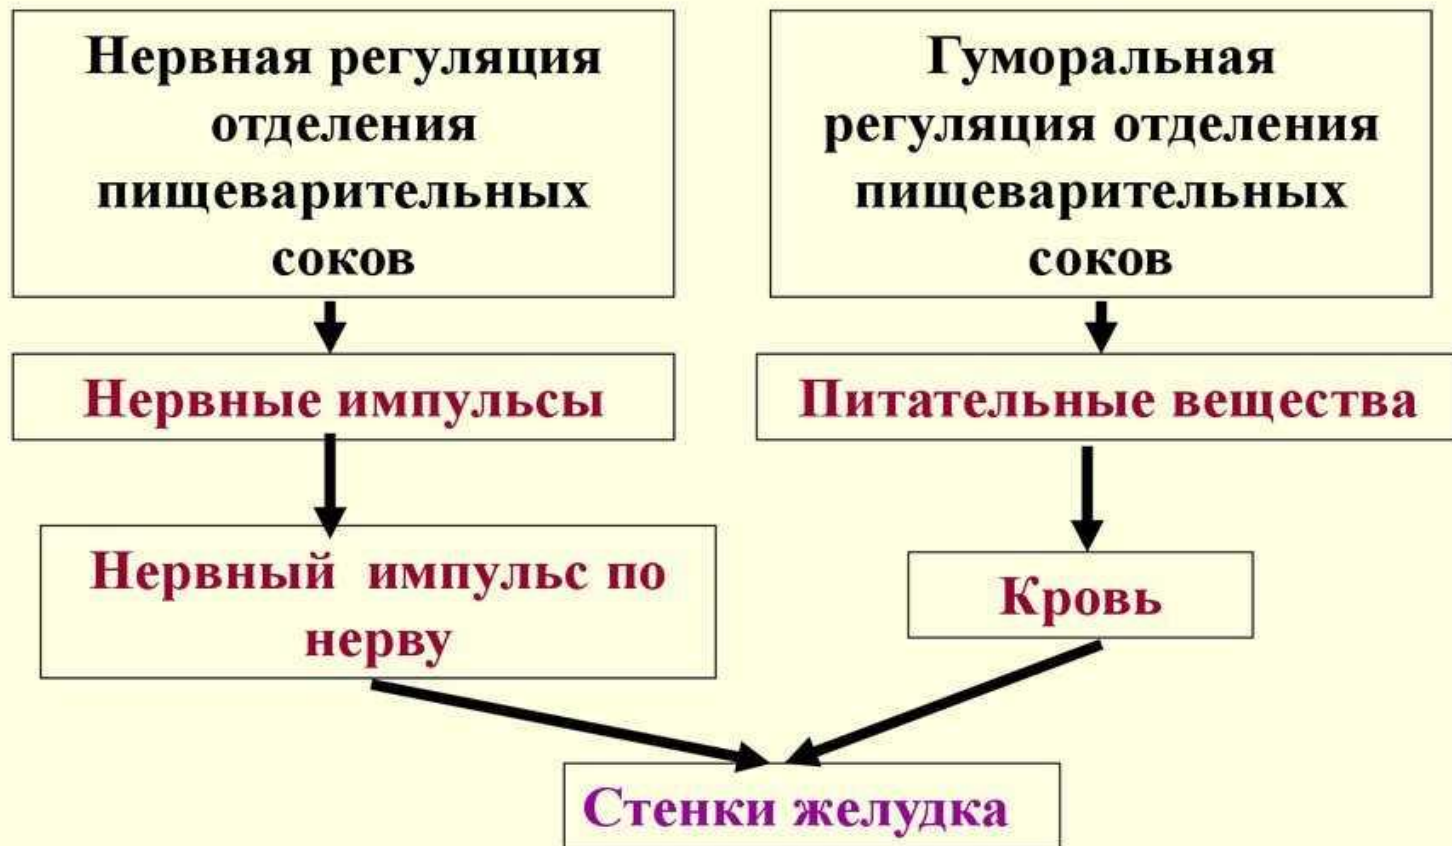 Нервная регуляция
отделения
пищеварительных
соков
Гуморальная
регуляция отделения
пищеварительных
соков
Нервные импульсы
Питательные вещества
Нервный импульс по
нерву
Кровь
Стенки желудка